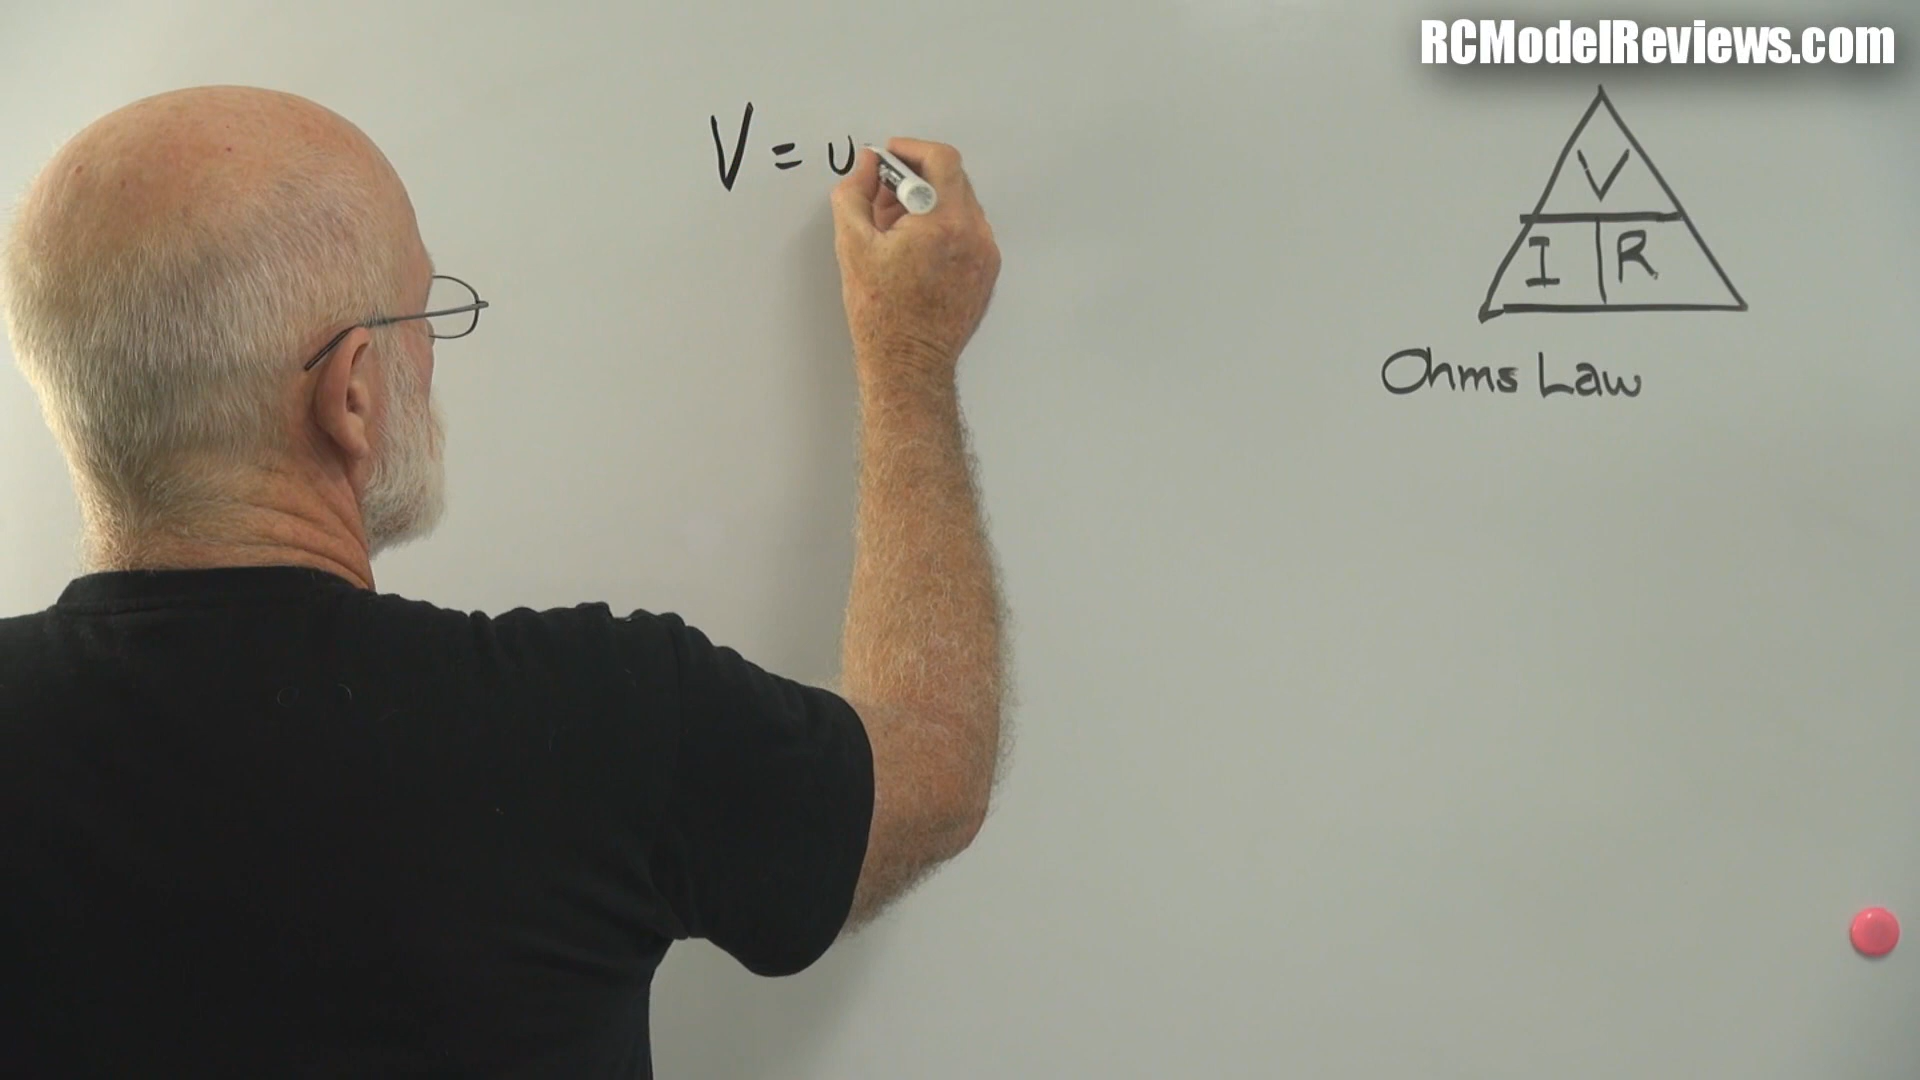 RCModelReviews.com
V = v
V
I R
Ohms Law